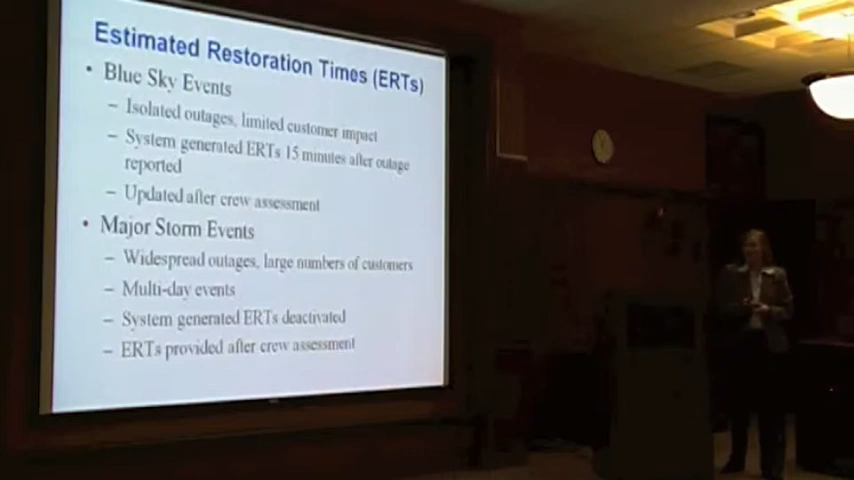 Estimated Restoration Times (ERTs)
• Blue Sky Events
– Isolated outages, limited customer impact
– System generated ERTs 15 minutes after outage
reported
– Updated after crew assessment
• Major Storm Events
– Widespread outages, large numbers of customers
– Multi-day events
– System generated ERTs deactivated
– ERTs provided after crew assessment